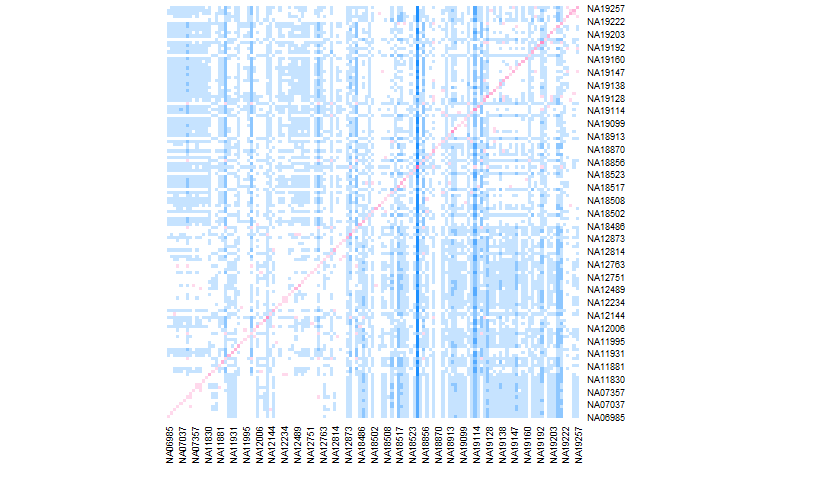 NA19257
NA19222
NA19203
NA19192
NA19160
NA19147
NA19138
NA19128
NA19114
NA19099
NA18913
NA18870
NA18856
NA18523
NA18517
NA18508
NA18502
NA18486
NA12873
NA12814
NA12763
NA12751
NA12489
NA12234
NA12144
NA12006
NA11995
NA11931
NA11881
NA11830
NA07357
NA07037
NA06985
NA06985
NA07037
NA07357
NA11830
NA11881
NA11931
NA11995
NA12006
NA12144
NA12234
NA12489
NA12751
NA12763
NA12814
NA12873
NA18486
NA18502
NA18508
NA18517
NA18523
NA18856
NA18870
NA18913
NA19099
NA19114
NA19128
NA19138
NA19147
NA19160
NA19192
NA19203
NA19222
NA19257